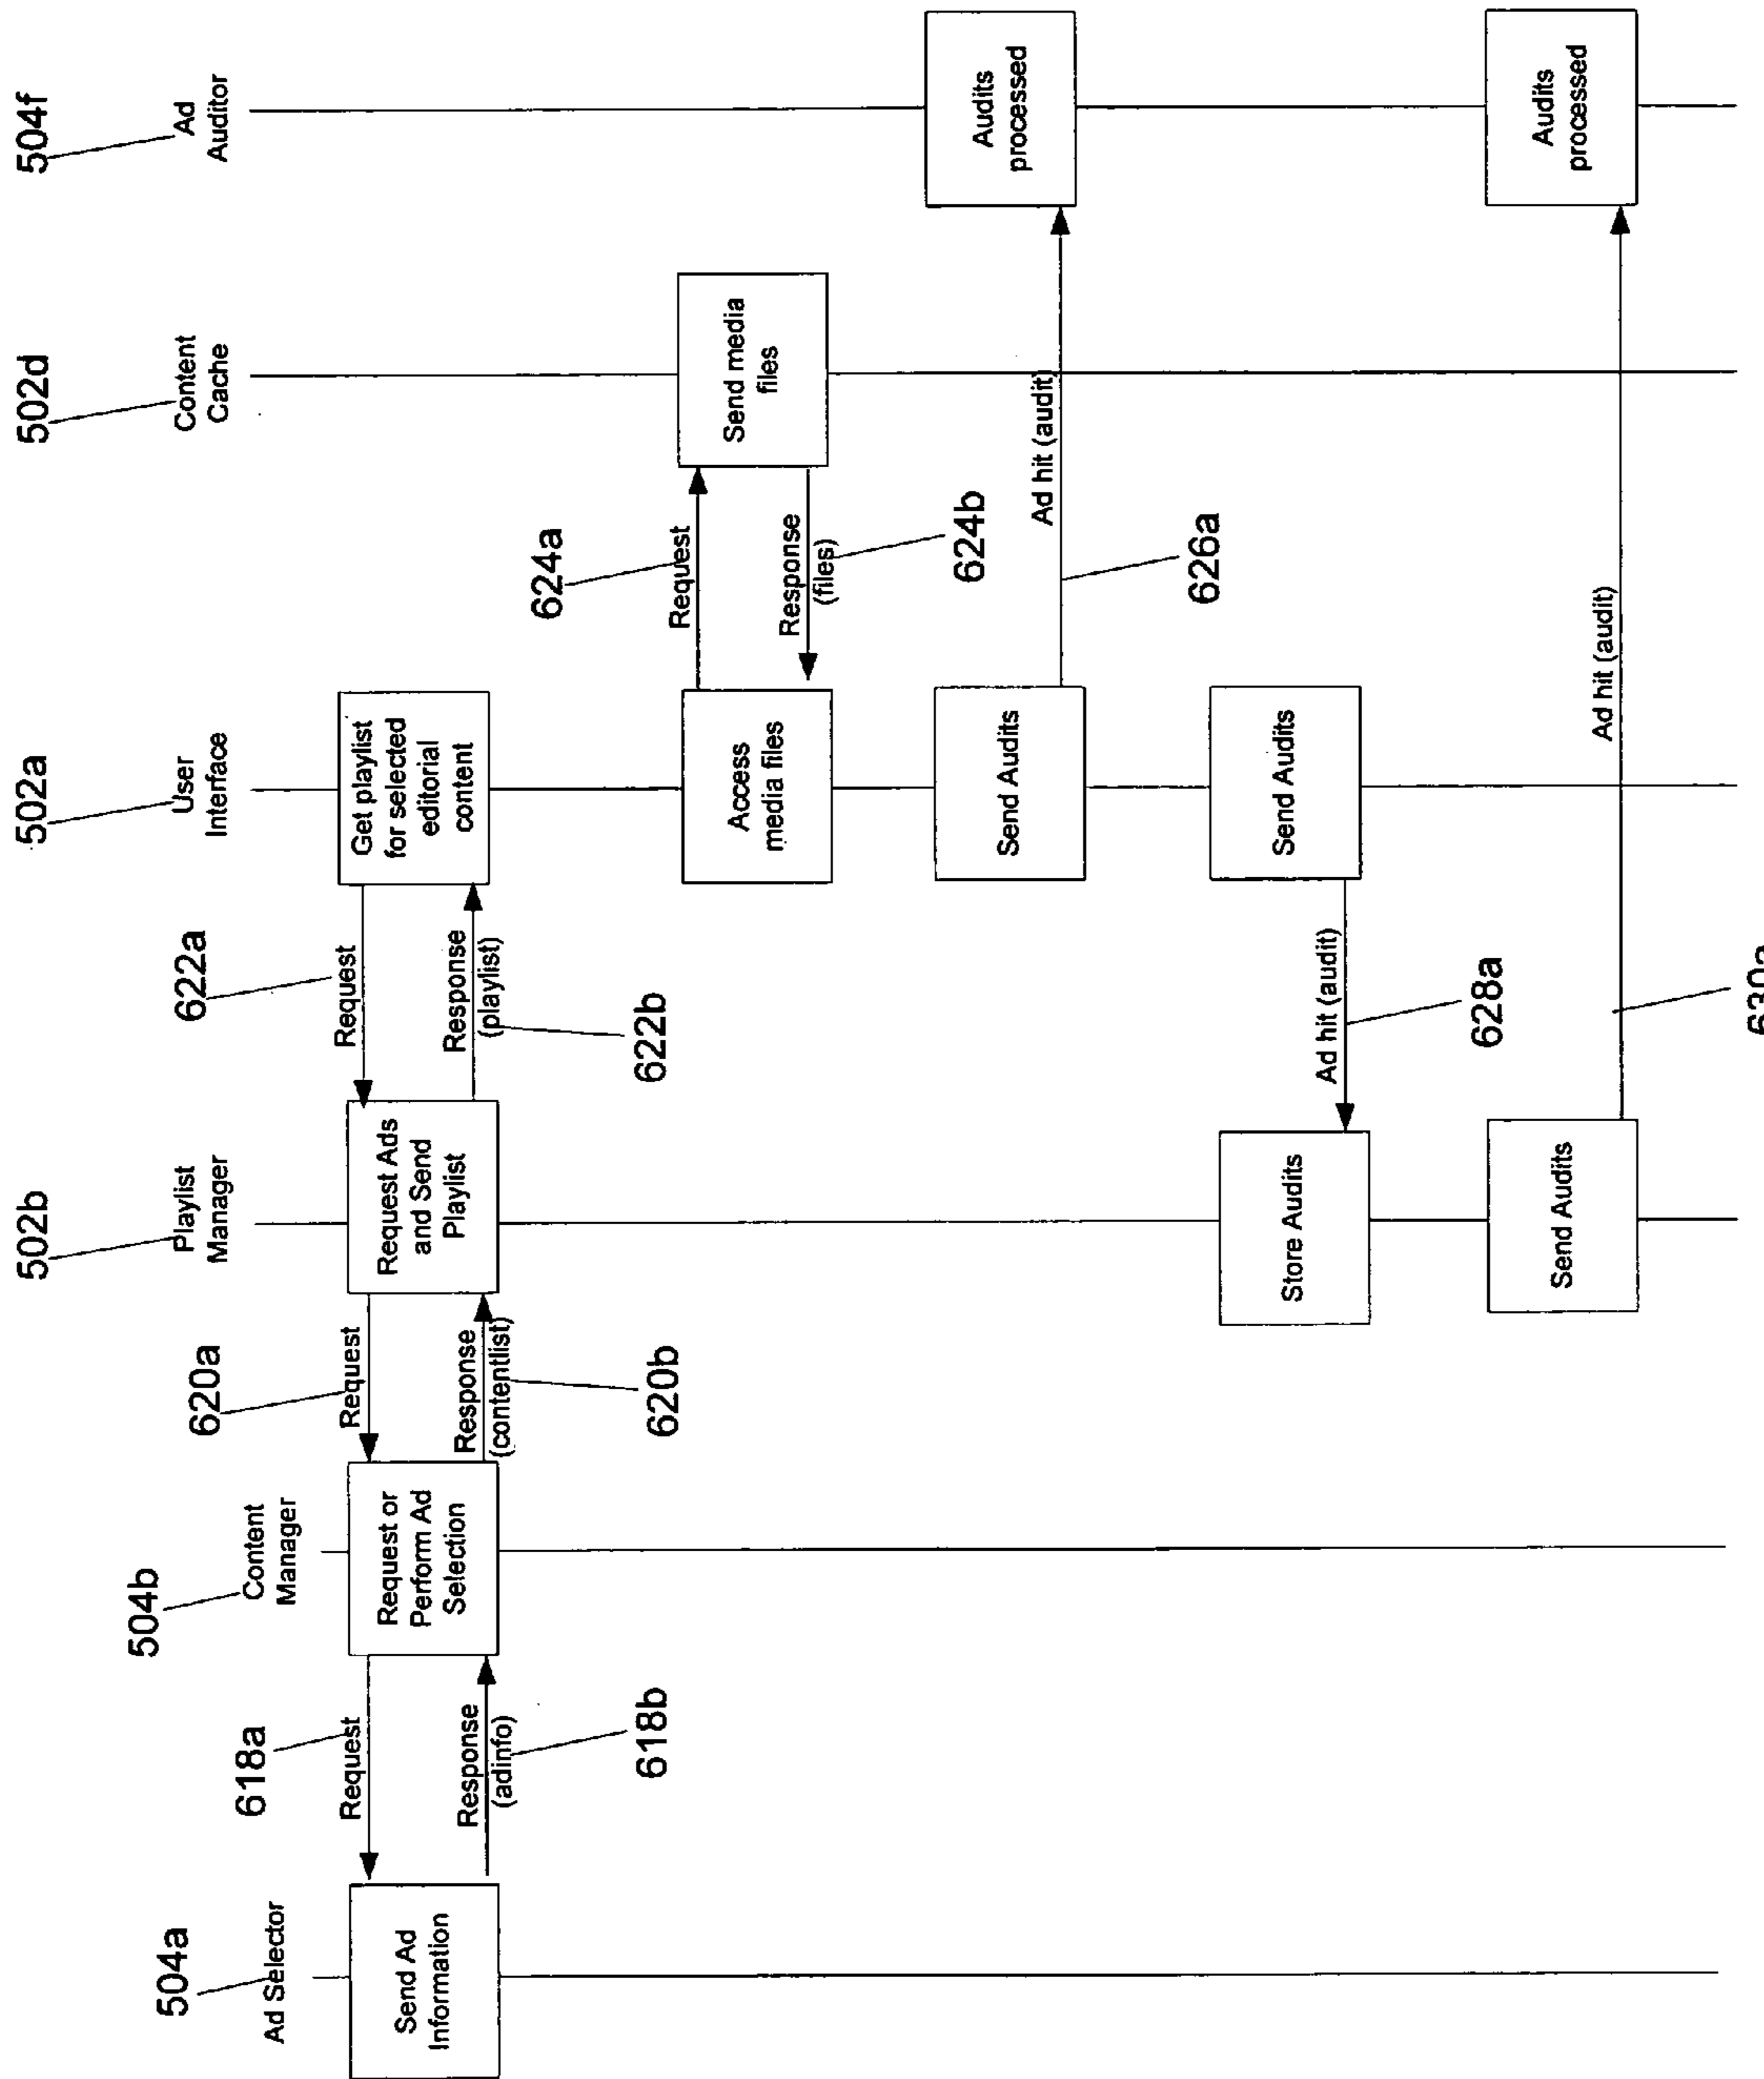 504a
504b
502b
502a
502d
504f
Ad Selector
Content
Manager
Playlist
Manager
User
Interface
Content
Cache
Ad
Auditor
618a
620a
622a
Request
Request
Request
Send Ad
Information
Request or
Perform Ad
Selection
Request Ads
and Send
Playlist
Get playlist
for selected
editorial
content
Response
(adinfo)
Response
(contentlist)
Response
(playlist)
618b
620b
622b
624a
Request
Access
media files
Send media
files
Response
(files)
624b
Send Audits
Ad hit (audit)
Audits
processed
626a
Send Audits
Ad hit (audit)
Store Audits
628a
Send Audits
Ad hit (audit)
Audits
processed
630a